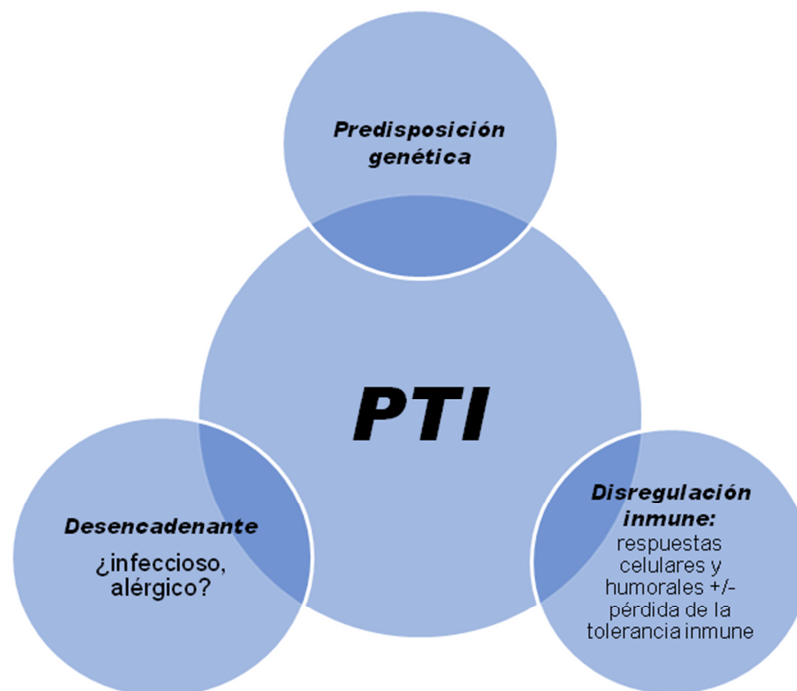 Predisposición
genética
PTI
Desencadenante
¿infeccioso,
alérgico?
Disregulación
inmune:
respuestas
celulares y
humorales +/-
pérdida de la
tolerancia inmune